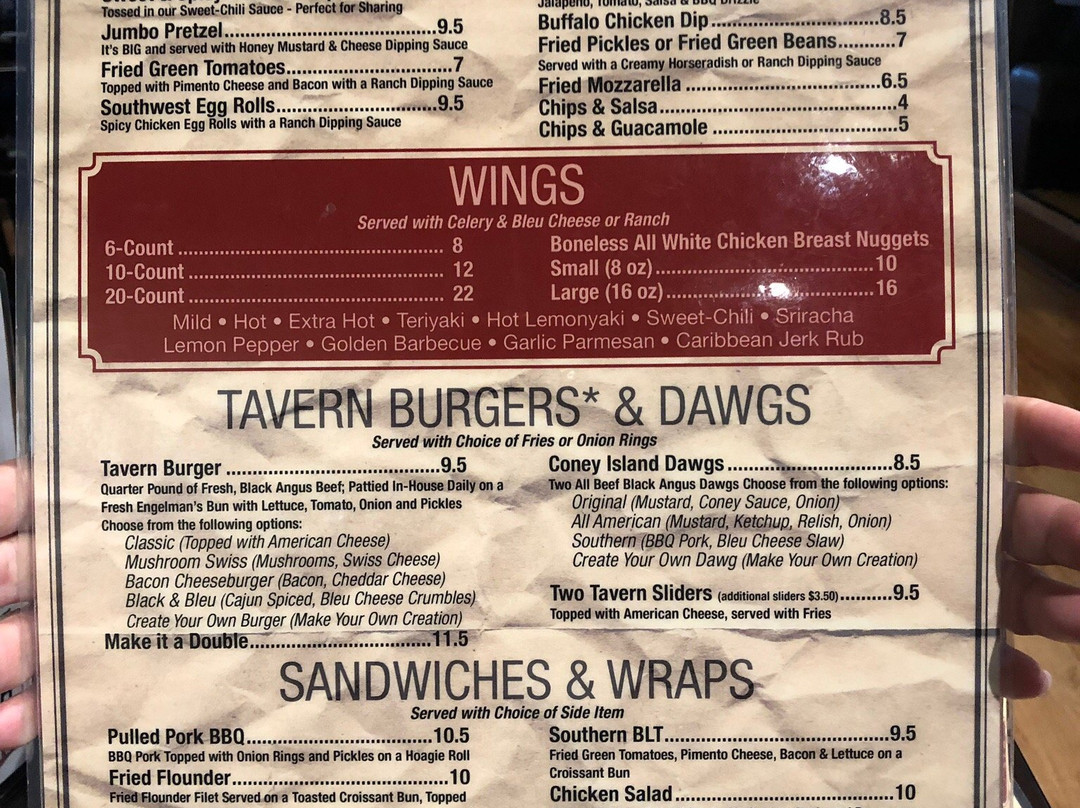 Tossed in our Sweet-Chili Sauce - Perfect for Sharing
Jumbo Pretzel..........9.5
It's BIG and served with Honey Mustard & Cheese Dipping Sauce
Fried Green Tomatoes..........7
Topped with Pimento Cheese and Bacon with a Ranch Dipping Sauce
Southwest Egg Rolls..........9.5
Spicy Chicken Egg Rolls with a Ranch Dipping Sauce
Jalapeño, Tomato, Salsa & BBQ Drizzle
Buffalo Chicken Dip..........8.5
Fried Pickles or Fried Green Beans..........7
Served with a Creamy Horseradish or Ranch Dipping Sauce
Fried Mozzarella ..........6.5
Chips & Salsa..........4
Chips & Guacamole ..........5
WINGS
Served with Celery & Bleu Cheese or Ranch
6-Count .......... 8
10-Count .......... 12
20-Count .......... 22
Boneless All White Chicken Breast Nuggets
Small (8 oz)..........10
Large (16 oz)..........16
Mild • Hot • Extra Hot • Teriyaki • Hot Lemonyaki • Sweet-Chili • Sriracha
Lemon Pepper • Golden Barbecue • Garlic Parmesan • Caribbean Jerk Rub
TAVERN BURGERS* & DAWGS
Served with Choice of Fries or Onion Rings
Tavern Burger ..........9.5
Quarter Pound of Fresh, Black Angus Beef; Pattied In-House Daily on a
Fresh Engelman's Bun with Lettuce, Tomato, Onion and Pickles
Choose from the following options:
Classic (Topped with American Cheese)
Mushroom Swiss (Mushrooms, Swiss Cheese)
Bacon Cheeseburger (Bacon, Cheddar Cheese)
Black & Bleu (Cajun Spiced, Bleu Cheese Crumbles)
Create Your Own Burger (Make Your Own Creation)
Make it a Double..........11.5
Coney Island Dawgs ..........8.5
Two All Beef Black Angus Dawgs Choose from the following options:
Original (Mustard, Coney Sauce, Onion)
All American (Mustard, Ketchup, Relish, Onion)
Southern (BBQ Pork, Bleu Cheese Slaw)
Create Your Own Dawg (Make Your Own Creation)
Two Tavern Sliders (additional sliders $3.50)..........9.5
Topped with American Cheese, served with Fries
SANDWICHES & WRAPS
Served with Choice of Side Item
Pulled Pork BBQ..........10.5
BBQ Pork Topped with Onion Rings and Pickles on a Hoagie Roll
Fried Flounder..........10
Fried Flounder Filet Served on a Toasted Croissant Bun, Topped
Southern BLT..........9.5
Fried Green Tomatoes, Pimento Cheese, Bacon & Lettuce on a
Croissant Bun
Chicken Salad ..........10